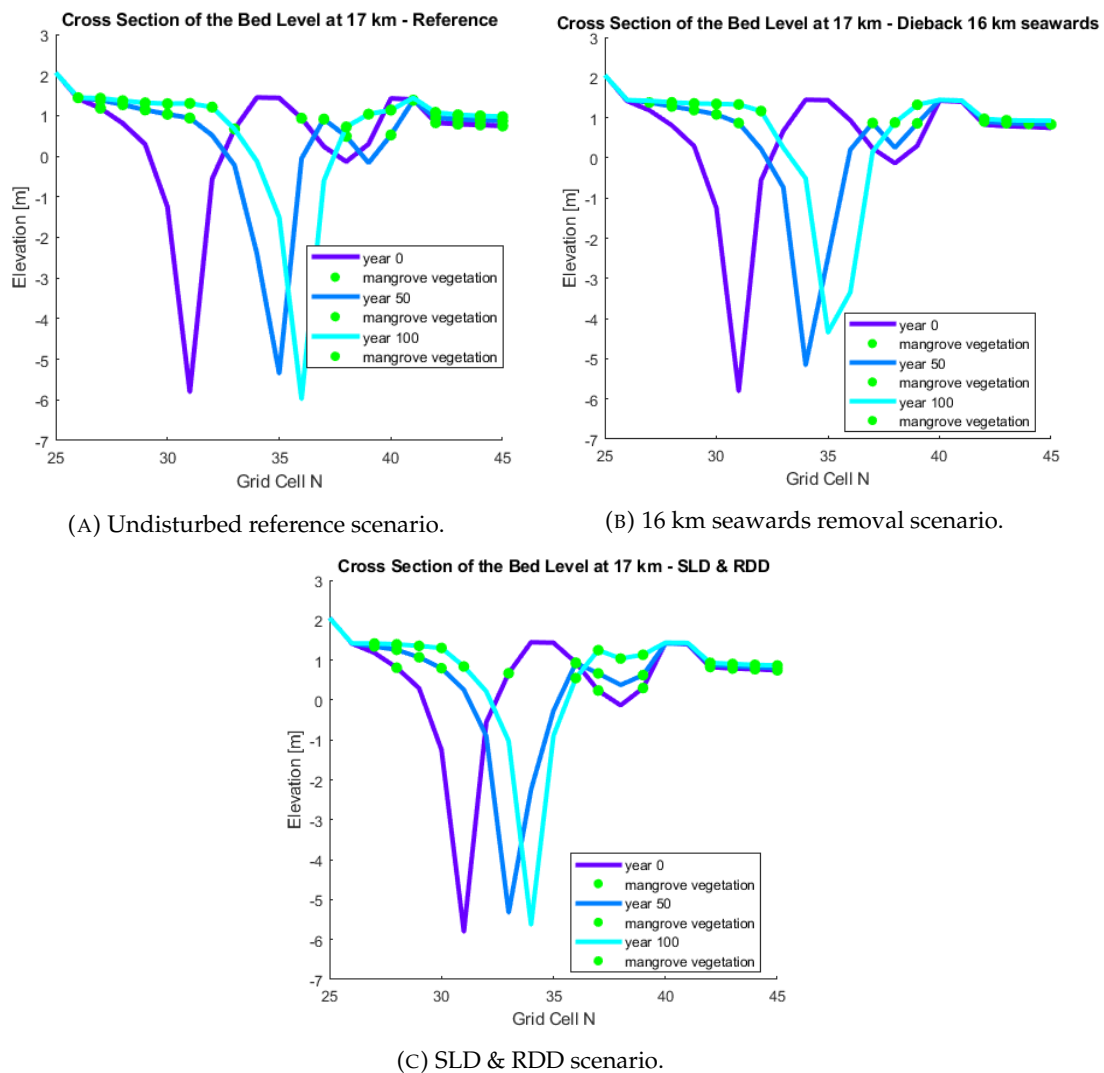 Cross Section of the Bed Level at 17 km - Reference
3
2
1
0
-1
-2
-3
-4
-5
-6
-7
Elevation [m]
year 0
mangrove vegetation
year 50
mangrove vegetation
year 100
mangrove vegetation
25 30 35 40 45
Grid Cell N
(A) Undisturbed reference scenario.
Cross Section of the Bed Level at 17 km - Dieback 16 km seawards
3
2
1
0
-1
-2
-3
-4
-5
-6
-7
Elevation [m]
year 0
mangrove vegetation
year 50
mangrove vegetation
year 100
mangrove vegetation
25 30 35 40 45
Grid Cell N
(B) 16 km seawards removal scenario.
Cross Section of the Bed Level at 17 km - SLD & RDD
3
2
1
0
-1
-2
-3
-4
-5
-6
-7
Elevation [m]
year 0
mangrove vegetation
year 50
mangrove vegetation
year 100
mangrove vegetation
25 30 35 40 45
Grid Cell N
(C) SLD & RDD scenario.